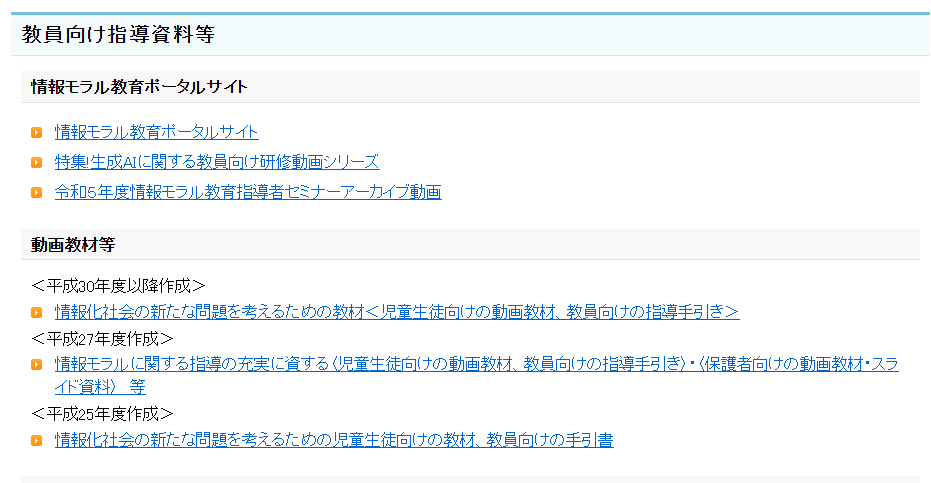 教員向け指導資料等
情報モラル教育ポータルサイト
情報モラル教育ポータルサイト
特集!生成AIに関する教員向け研修動画シリーズ
令和5年度情報モラル教育指導者セミナーアーカイブ動画
動画教材等
＜平成30年度以降作成＞
情報化社会の新たな問題を考えるための教材＜児童生徒向けの動画教材、教員向けの指導手引き＞
＜平成27年度作成＞
情報モラルに関する指導の充実に資する〈児童生徒向けの動画教材、教員向けの指導手引き〉・〈保護者向けの動画教材・スラ
イド資料〉 等
＜平成25年度作成＞
情報化社会の新たな問題を考えるための児童生徒向けの教材、教員向けの手引書